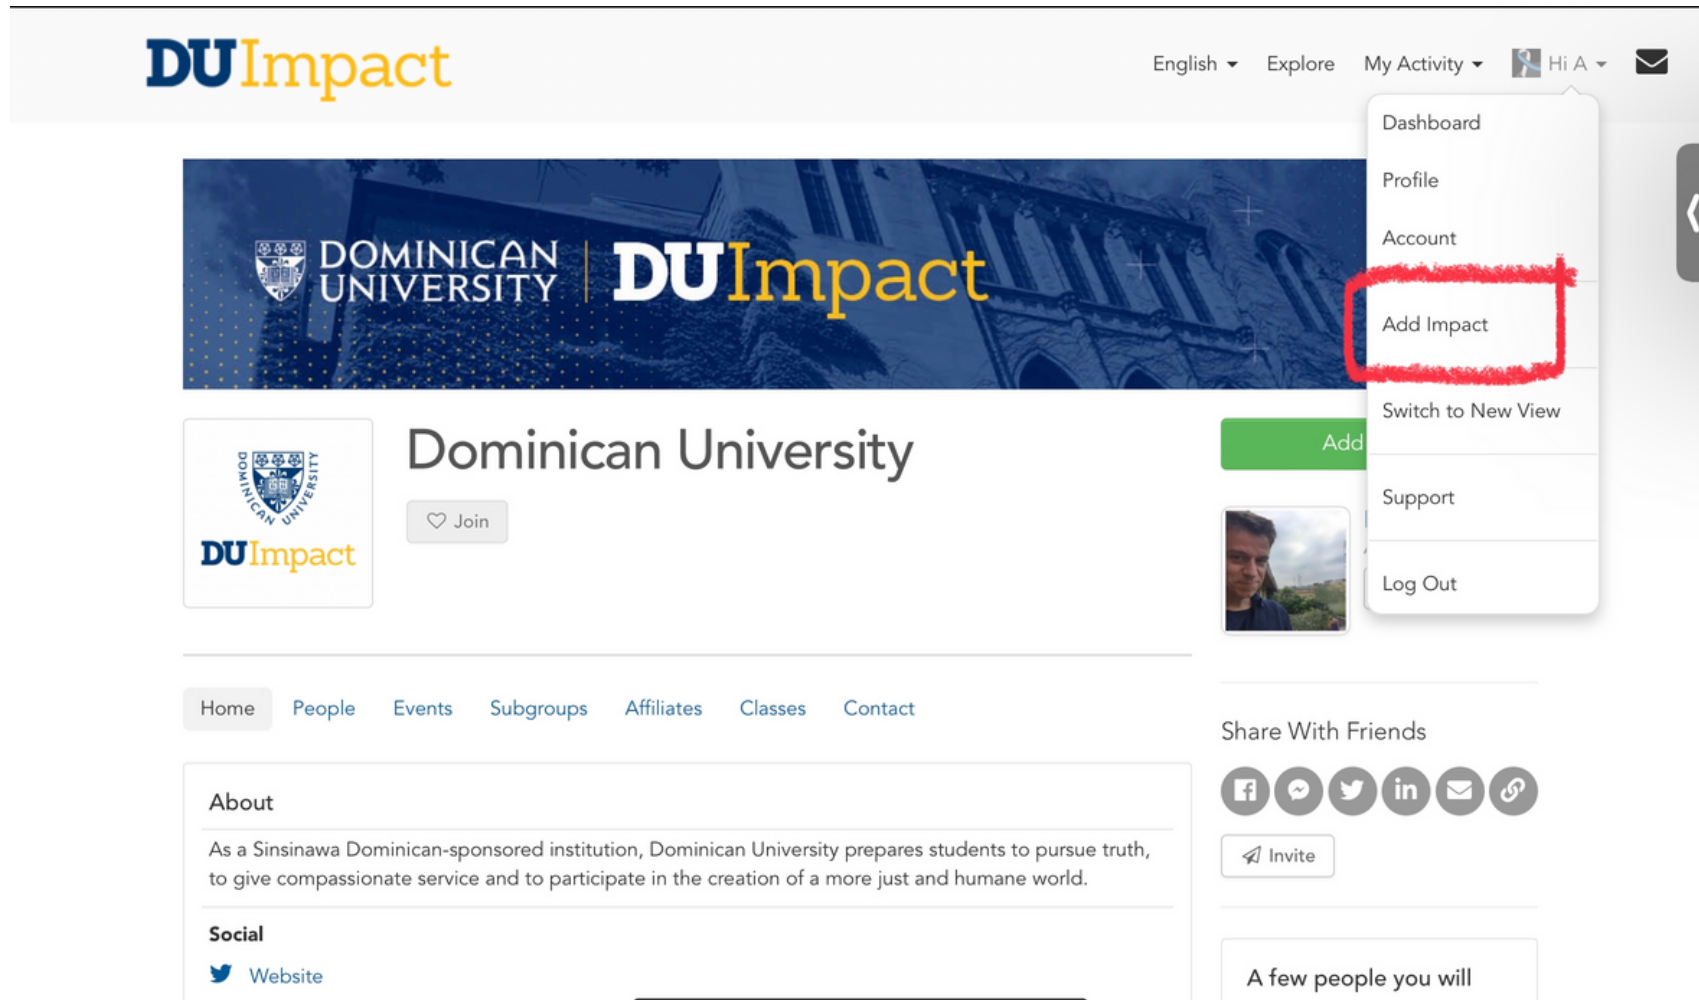 DUImpact
English
Explore
My Activity
Hi A
Dashboard
Profile
Account
Add Impact
Switch to New View
Support
Log Out
DOMINICAN
UNIVERSITY
DUImpact
DOMINICAN UNIVERSITY
DUImpact
Dominican University
Join
Add
Home
People
Events
Subgroups
Affiliates
Classes
Contact
About
As a Sinsinawa Dominican-sponsored institution, Dominican University prepares students to pursue truth,
to give compassionate service and to participate in the creation of a more just and humane world.
Social
Website
Share With Friends
Invite
A few people you will